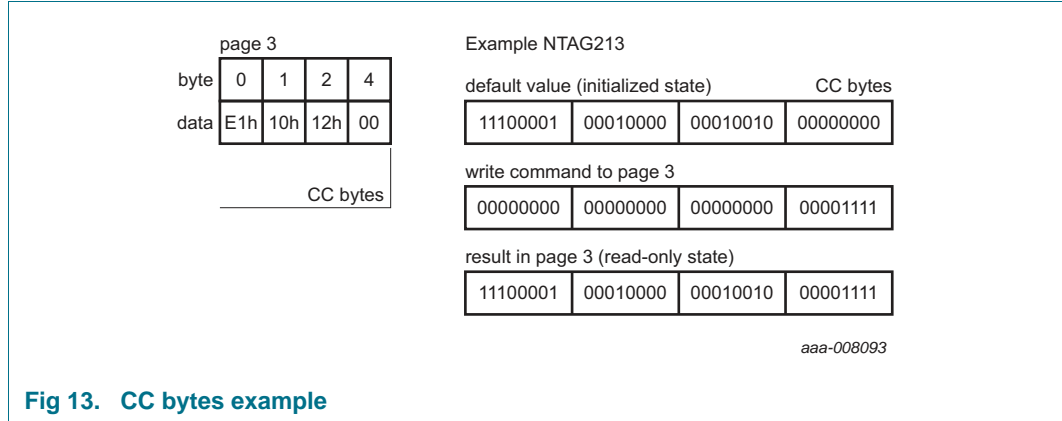 page 3
byte 0 1 2 4
data E1h 10h 12h 00
CC bytes
Example NTAG213
default value (initialized state) CC bytes
11100001 00010000 00010010 00000000
write command to page 3
00000000 00000000 00000000 00001111
result in page 3 (read-only state)
11100001 00010000 00010010 00001111
aaa-008093
Fig 13. CC bytes example